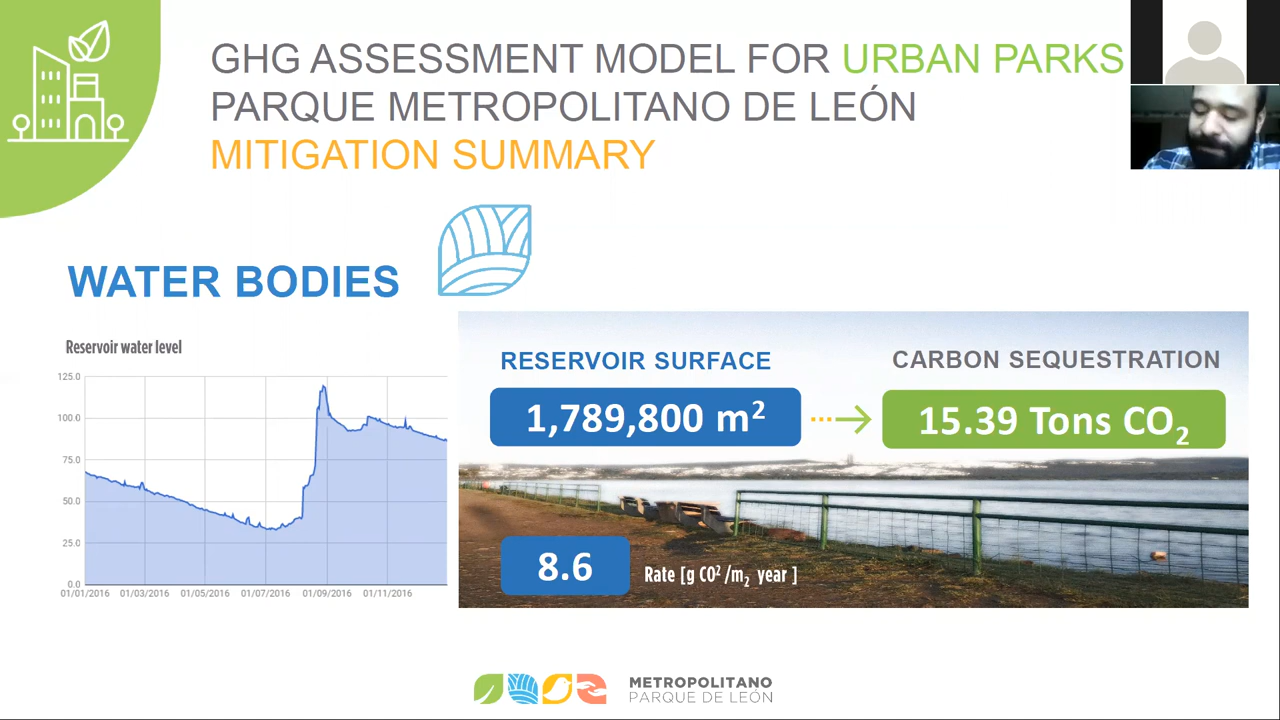 GHG ASSESSMENT MODEL FOR URBAN PARKS
PARQUE METROPOLITANO DE LEÓN
MITIGATION SUMMARY
WATER BODIES
Reservoir water level
125.0
100.0
75.0
50.0
25.0
0.0
01/01/2016 01/03/2016 01/05/2016 01/07/2016 01/09/2016 01/11/2016
RESERVOIR SURFACE
1,789,800 m²
CARBON SEQUESTRATION
15.39 Tons CO₂
8.6
Rate [g CO²/m₂ year ]
METROPOLITANO
PARQUE DE LEÓN